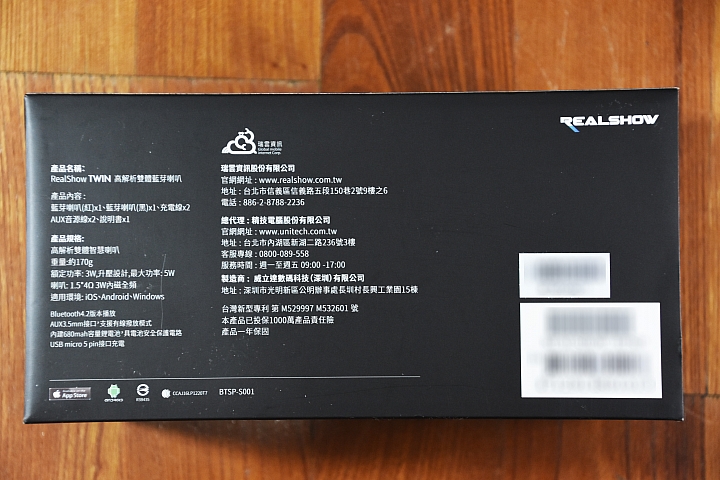 REALSHOW
瑞雲資訊
Global mobile
Internet Corp.
產品名稱:
RealShow TWIN 高解析雙體藍芽喇叭
產品內容 :
藍芽喇叭(紅)x1、藍芽喇叭(黑)x1、充電線x2
AUX音源線x2、說明書x1
產品規格:
高解析雙體智慧喇叭
重量:約170g
額定功率: 3W,升壓設計,最大功率: 5W
喇叭: 1.5"4Ω 3W內磁全頻
適用環境: iOS、Android、Windows
Bluetooth4.2版本播放
AUX3.5mm接口*支援有線撥放模式
內建680mah容量鋰電池*具電池安全保護電路
USB micro 5 pin接口充電
瑞雲資訊股份有限公司
官網網址 : www.realshow.com.tw
地址 : 台北市信義區信義路五段150巷2號9樓之6
電話 : 886-2-8788-2236
總代理 : 精技電腦股份有限公司
官網網址 : www.unitech.com.tw
地址 : 台北市內湖區新湖二路236號3樓
客服專線 : 0800-089-558
服務時間 : 週一至週五 09:00 -17:00
製造商 : 威立達數碼科技 (深圳) 有限公司
地址 : 深圳市光明新區公明辦事處長圳村長興工業園15棟
台灣新型專利 第 M529997 M532601 號
本產品已投保1000萬產品責任險
產品一年保固
App Store
ANDROID
CCAJ16LP1220T7
BTSP-S001